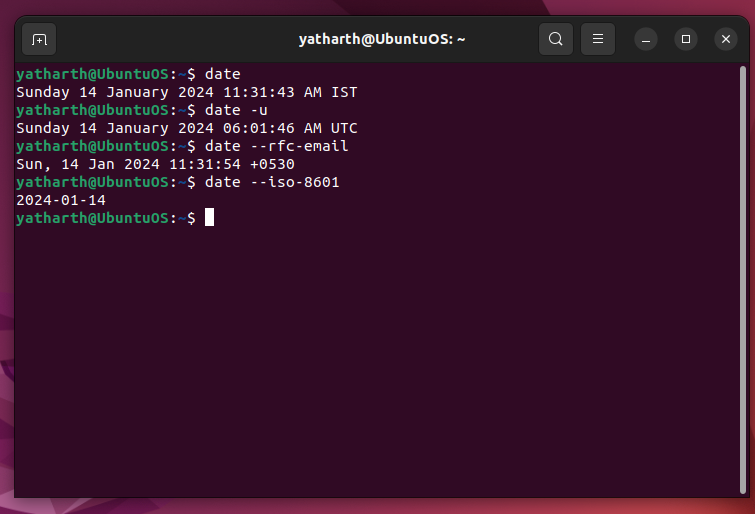 yatharth@UbuntuOS: ~
yatharth@UbuntuOS:~$ date
Sunday 14 January 2024 11:31:43 AM IST
yatharth@UbuntuOS:~$ date -u
Sunday 14 January 2024 06:01:46 AM UTC
yatharth@UbuntuOS:~$ date --rfc-email
Sun, 14 Jan 2024 11:31:54 +0530
yatharth@UbuntuOS:~$ date --iso-8601
2024-01-14
yatharth@UbuntuOS:~$